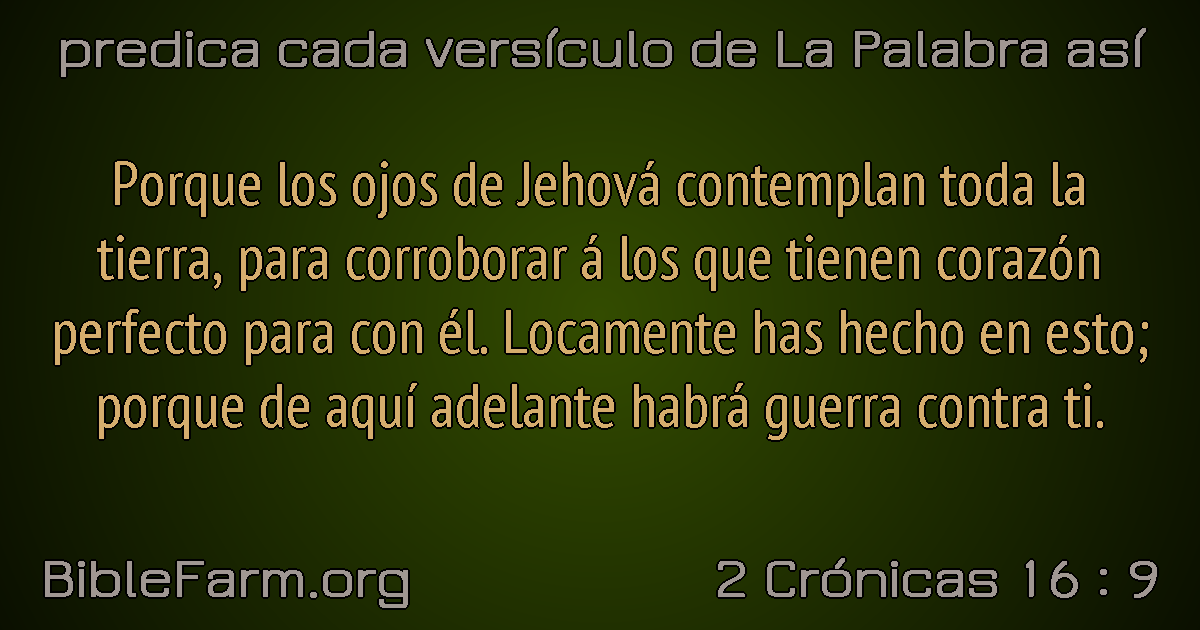 predica cada versículo de La Palabra así
Porque los ojos de Jehová contemplan toda la
tierra, para corroborar á los que tienen corazón
perfecto para con él. Locamente has hecho en esto;
porque de aquí adelante habrá guerra contra ti.
BibleFarm.org
2 Crónicas 16 : 9